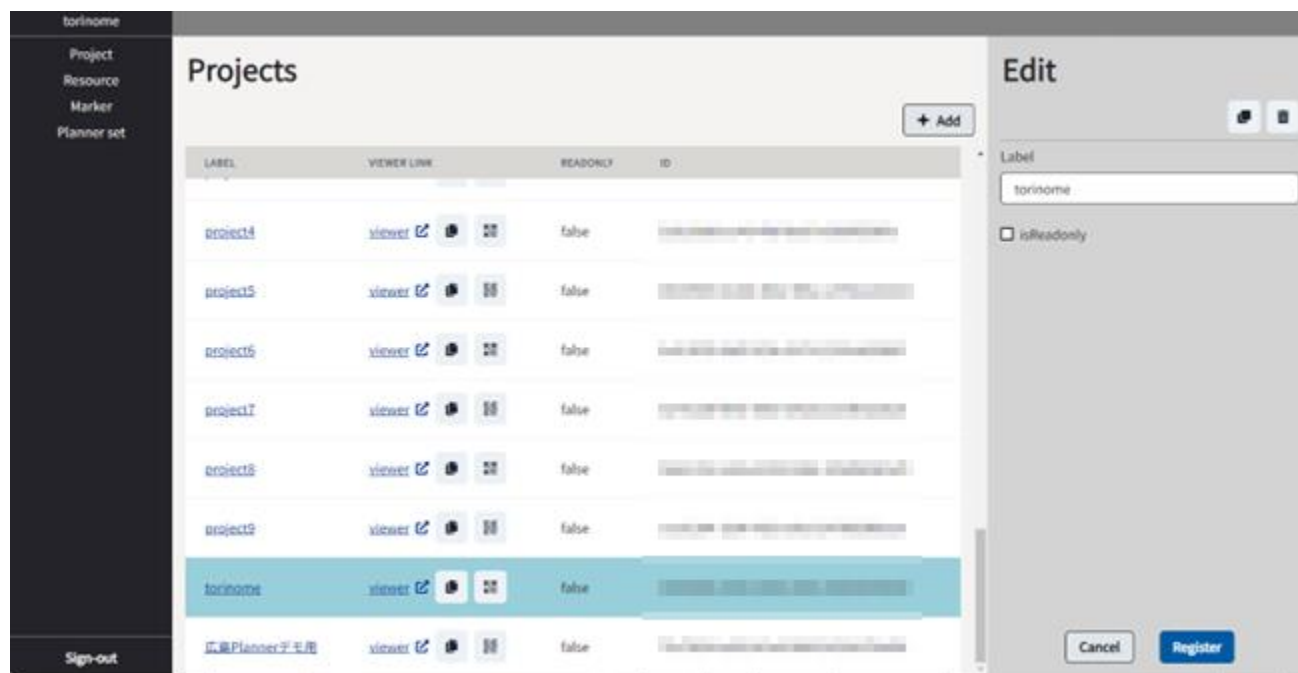 torinome
Project
Resource
Marker
Planner set
Sign-out
Projects
+ Add
LABEL VIEWER LINK READONLY ID
project4 viewer false
project5 viewer false
project6 viewer false
project7 viewer false
project8 viewer false
project9 viewer false
torinome viewer false
広島Plannerデモ用 viewer false
Edit
Label
torinome
isReadonly
Cancel
Register